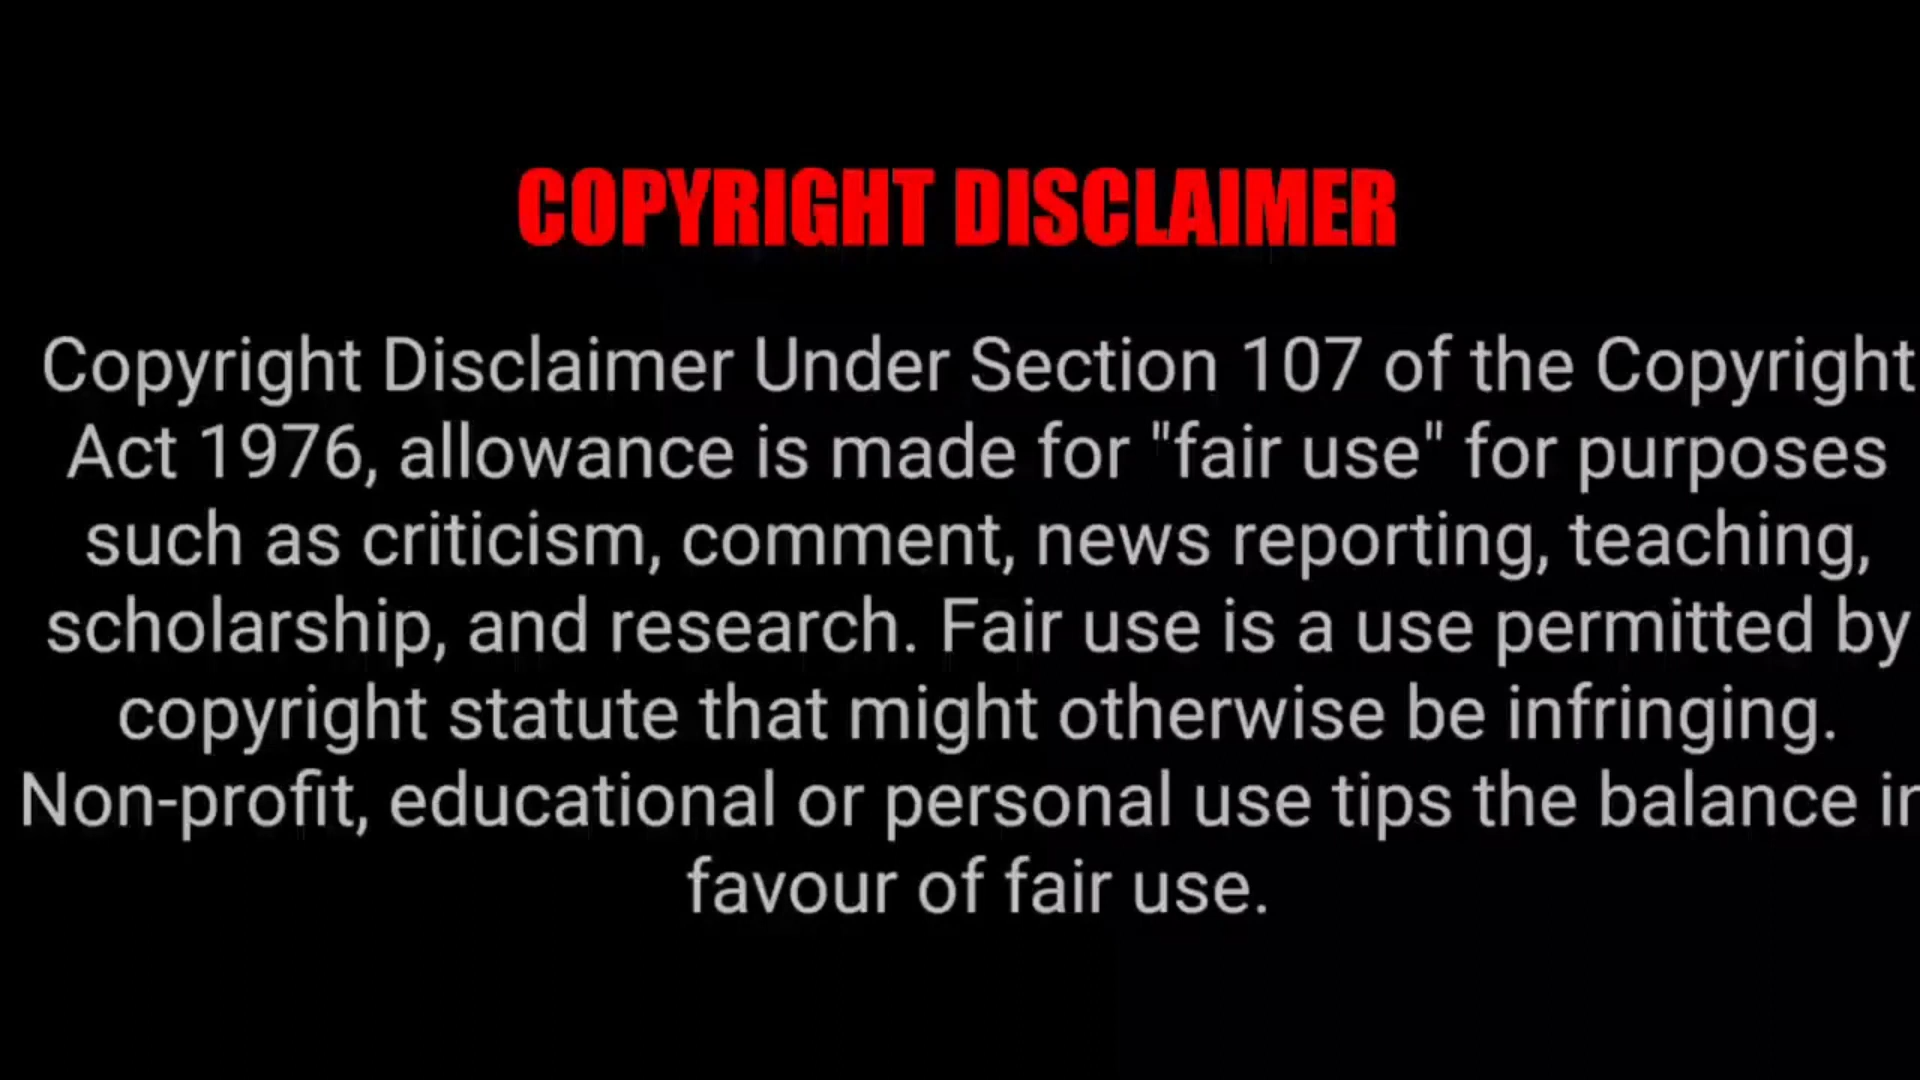 COPYRIGHT DISCLAIMER
Copyright Disclaimer Under Section 107 of the Copyright
Act 1976, allowance is made for "fair use" for purposes
such as criticism, comment, news reporting, teaching,
scholarship, and research. Fair use is a use permitted by
copyright statute that might otherwise be infringing.
Non-profit, educational or personal use tips the balance in
favour of fair use.